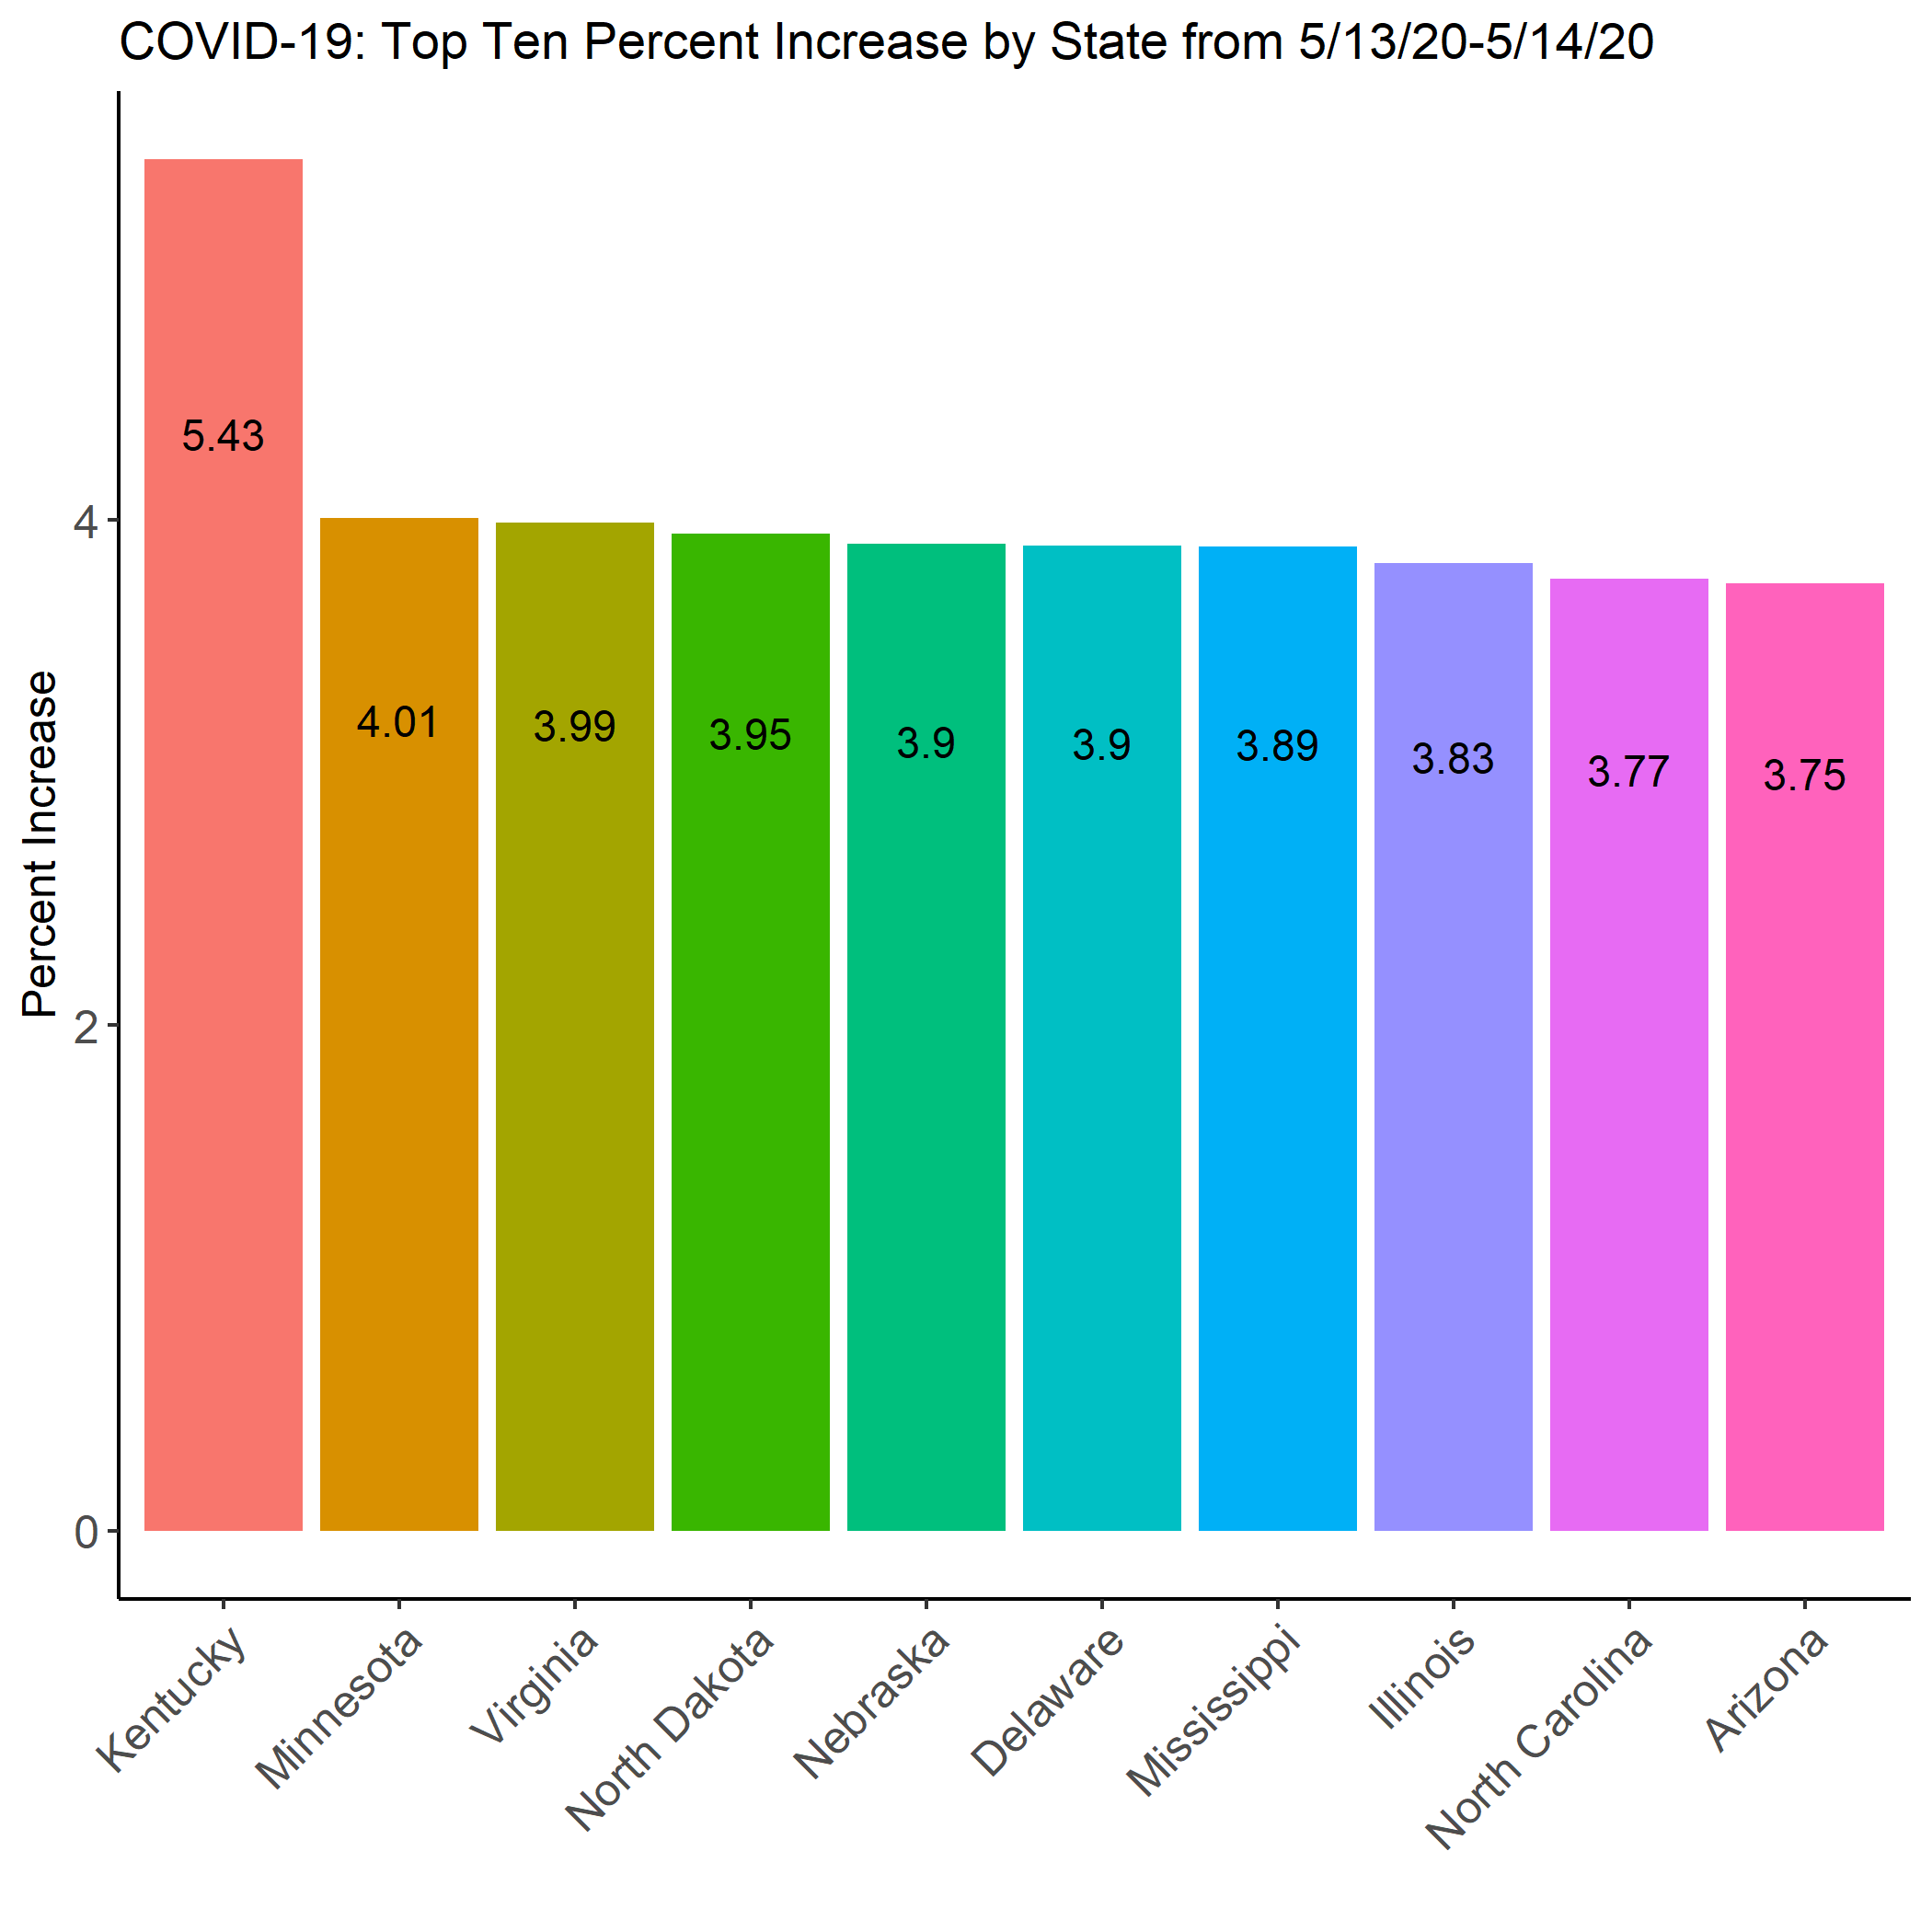 COVID-19: Top Ten Percent Increase by State from 5/13/20-5/14/20
Percent Increase
4
2
0
5.43
4.01
3.99
3.95
3.9
3.9
3.89
3.83
3.77
3.75
Kentucky
Minnesota
Virginia
North Dakota
Nebraska
Delaware
Mississippi
Illinois
North Carolina
Arizona